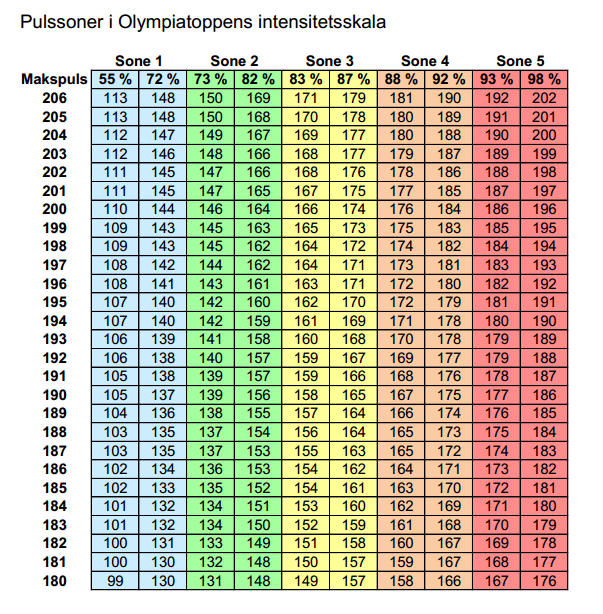 Pulssoner i Olympiatoppens intensitetsskala
Sone 1 Sone 2 Sone 3 Sone 4 Sone 5
Makspuls 55 % 72 % 73 % 82 % 83 % 87 % 88 % 92 % 93 % 98 %
206 113 148 150 169 171 179 181 190 192 202
205 113 148 150 168 170 178 180 189 191 201
204 112 147 149 167 169 177 180 188 190 200
203 112 146 148 166 168 177 179 187 189 199
202 111 145 147 166 168 176 178 186 188 198
201 111 145 147 165 167 175 177 185 187 197
200 110 144 146 164 166 174 176 184 186 196
199 109 143 145 163 165 173 175 183 185 195
198 109 143 145 162 164 172 174 182 184 194
197 108 142 144 162 164 171 173 181 183 193
196 108 141 143 161 163 171 172 180 182 192
195 107 140 142 160 162 170 172 179 181 191
194 107 140 142 159 161 169 171 178 180 190
193 106 139 141 158 160 168 170 178 179 189
192 106 138 140 157 159 167 169 177 179 188
191 105 138 139 157 159 166 168 176 178 187
190 105 137 139 156 158 165 167 175 177 186
189 104 136 138 155 157 164 166 174 176 185
188 103 135 137 154 156 164 165 173 175 184
187 103 135 137 153 155 163 165 172 174 183
186 102 134 136 153 154 162 164 171 173 182
185 102 133 135 152 154 161 163 170 172 181
184 101 132 134 151 153 160 162 169 171 180
183 101 132 134 150 152 159 161 168 170 179
182 100 131 133 149 151 158 160 167 169 178
181 100 130 132 148 150 157 159 167 168 177
180 99 130 131 148 149 157 158 166 167 176